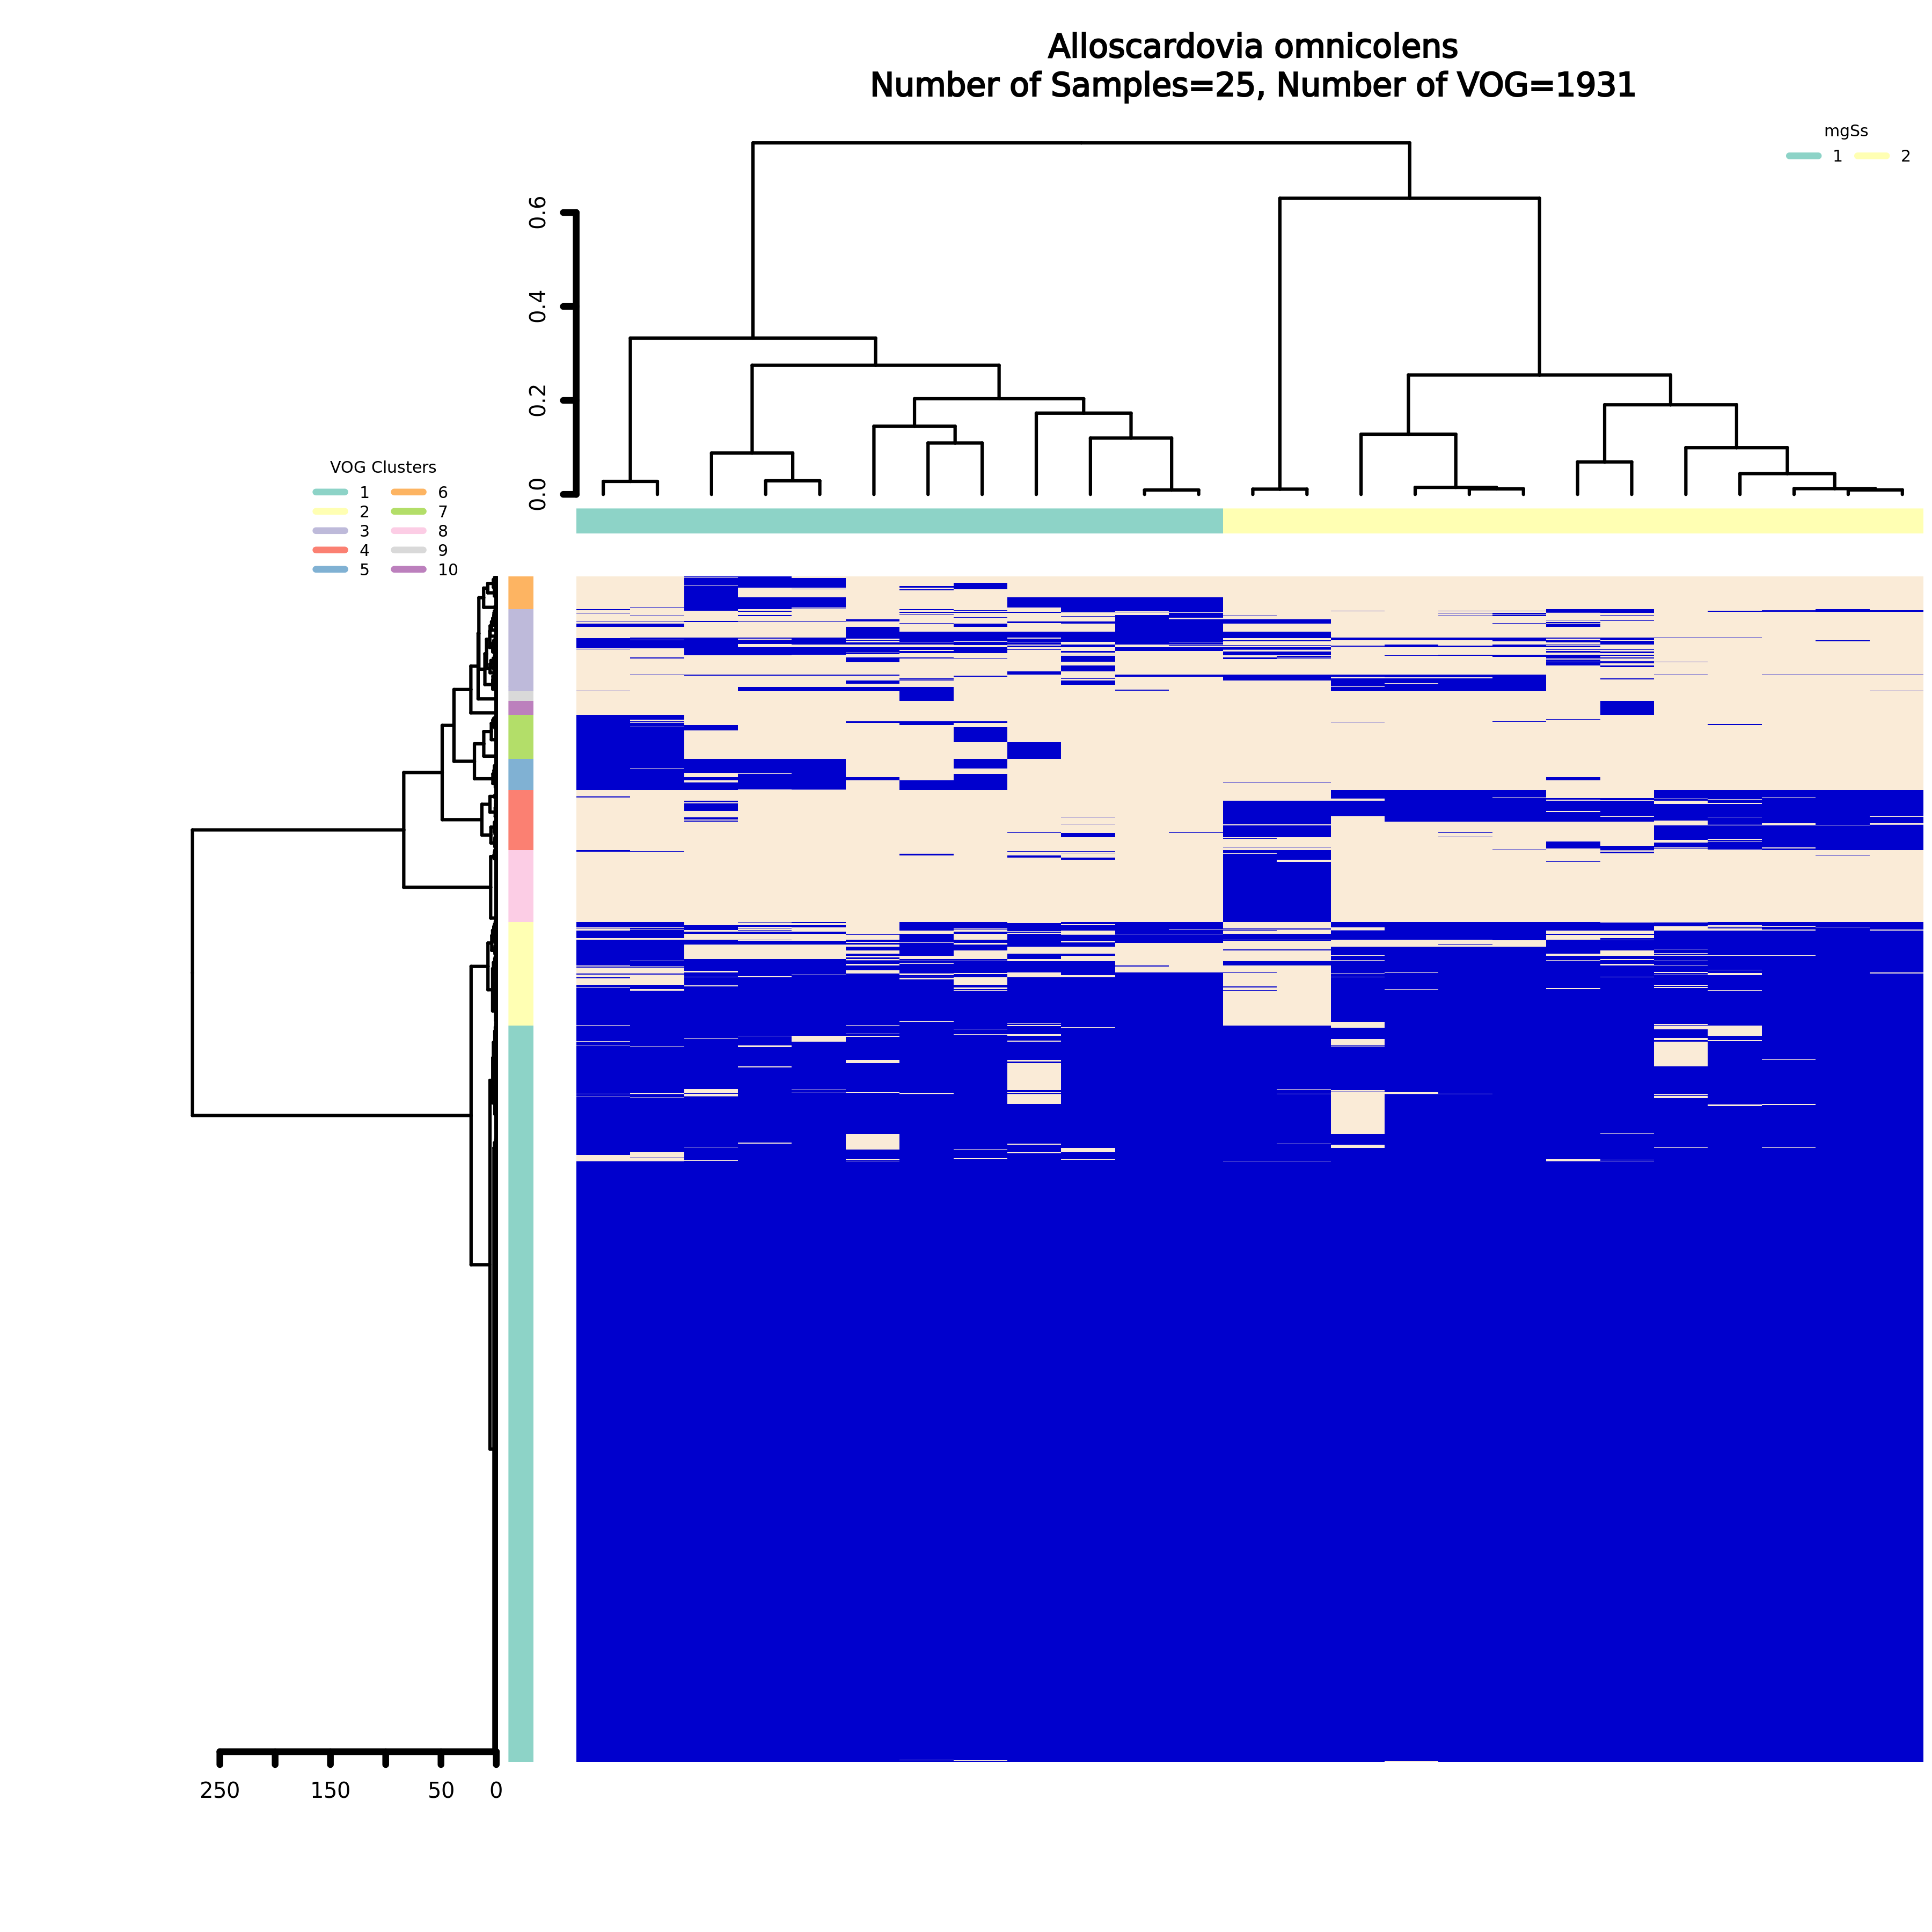 Alloscardovia omnicolens
Number of Samples=25, Number of VOG=1931
mgSs
1 2
0.6
0.4
0.2
0.0
VOG Clusters
1 6
2 7
3 8
4 9
5 10
250 150 50 0